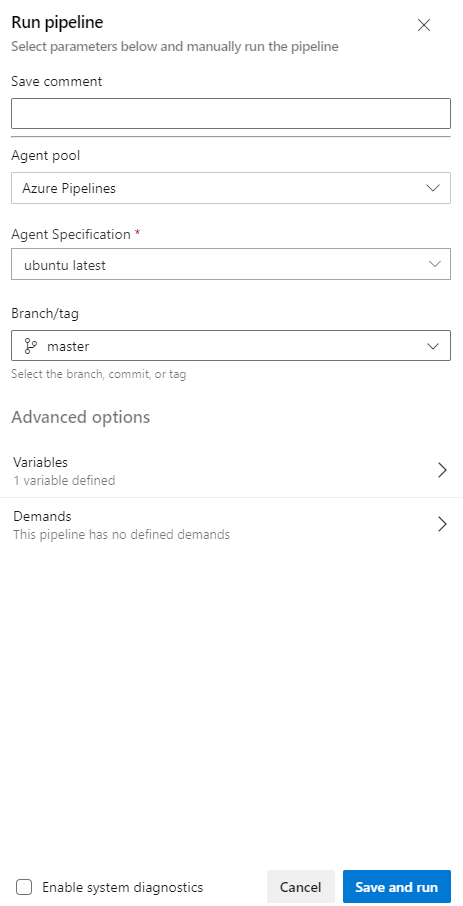 Run pipeline
Select parameters below and manually run the pipeline
Save comment
Agent pool
Azure Pipelines
Agent Specification *
ubuntu latest
Branch/tag
master
Select the branch, commit, or tag
Advanced options
Variables
1 variable defined
Demands
This pipeline has no defined demands
Enable system diagnostics
Cancel
Save and run